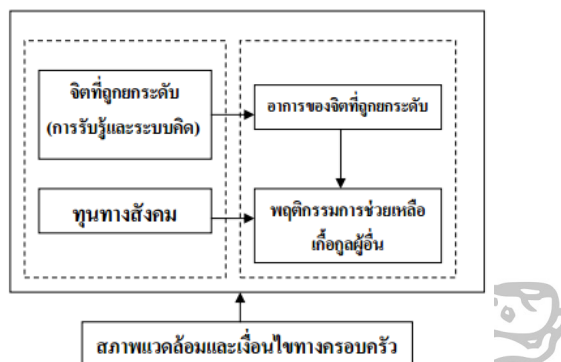 จิตที่ถูกยกระดับ
(การรับรู้และระบบคิด)
อาการของจิตที่ถูกยกระดับ
ทุนทางสังคม
พฤติกรรมการช่วยเหลือ
เกื้อกูลผู้อื่น
สภาพแวดล้อมและเงื่อนไขทางครอบครัว